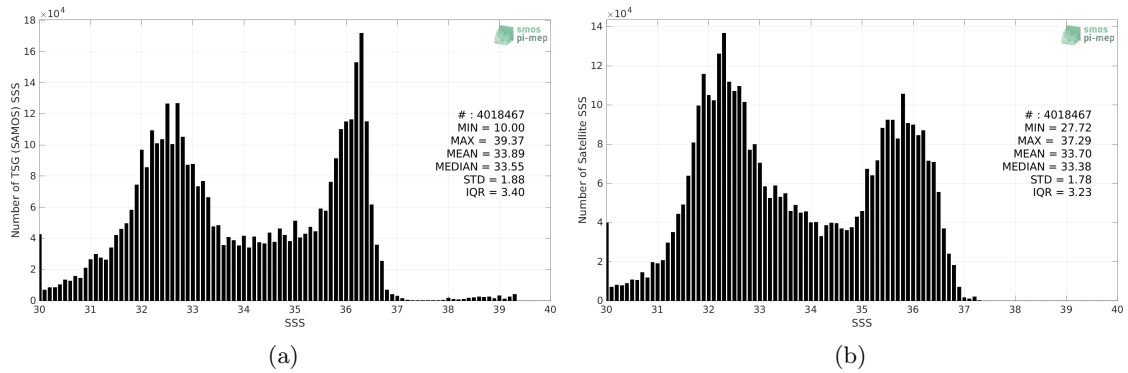 ×10⁴
18
16
14
12
10
8
6
4
2
0
Number of TSG (SAMOS) SSS
smos
pi-mep
# : 4018467
MIN = 10.00
MAX = 39.37
MEAN = 33.89
MEDIAN = 33.55
STD = 1.88
IQR = 3.40
30 31 32 33 34 35 36 37 38 39 40
SSS
(a)
×10⁴
14
12
10
8
6
4
2
0
Number of Satellite SSS
smos
pi-mep
# : 4018467
MIN = 27.72
MAX = 37.29
MEAN = 33.70
MEDIAN = 33.38
STD = 1.78
IQR = 3.23
30 31 32 33 34 35 36 37 38 39 40
SSS
(b)